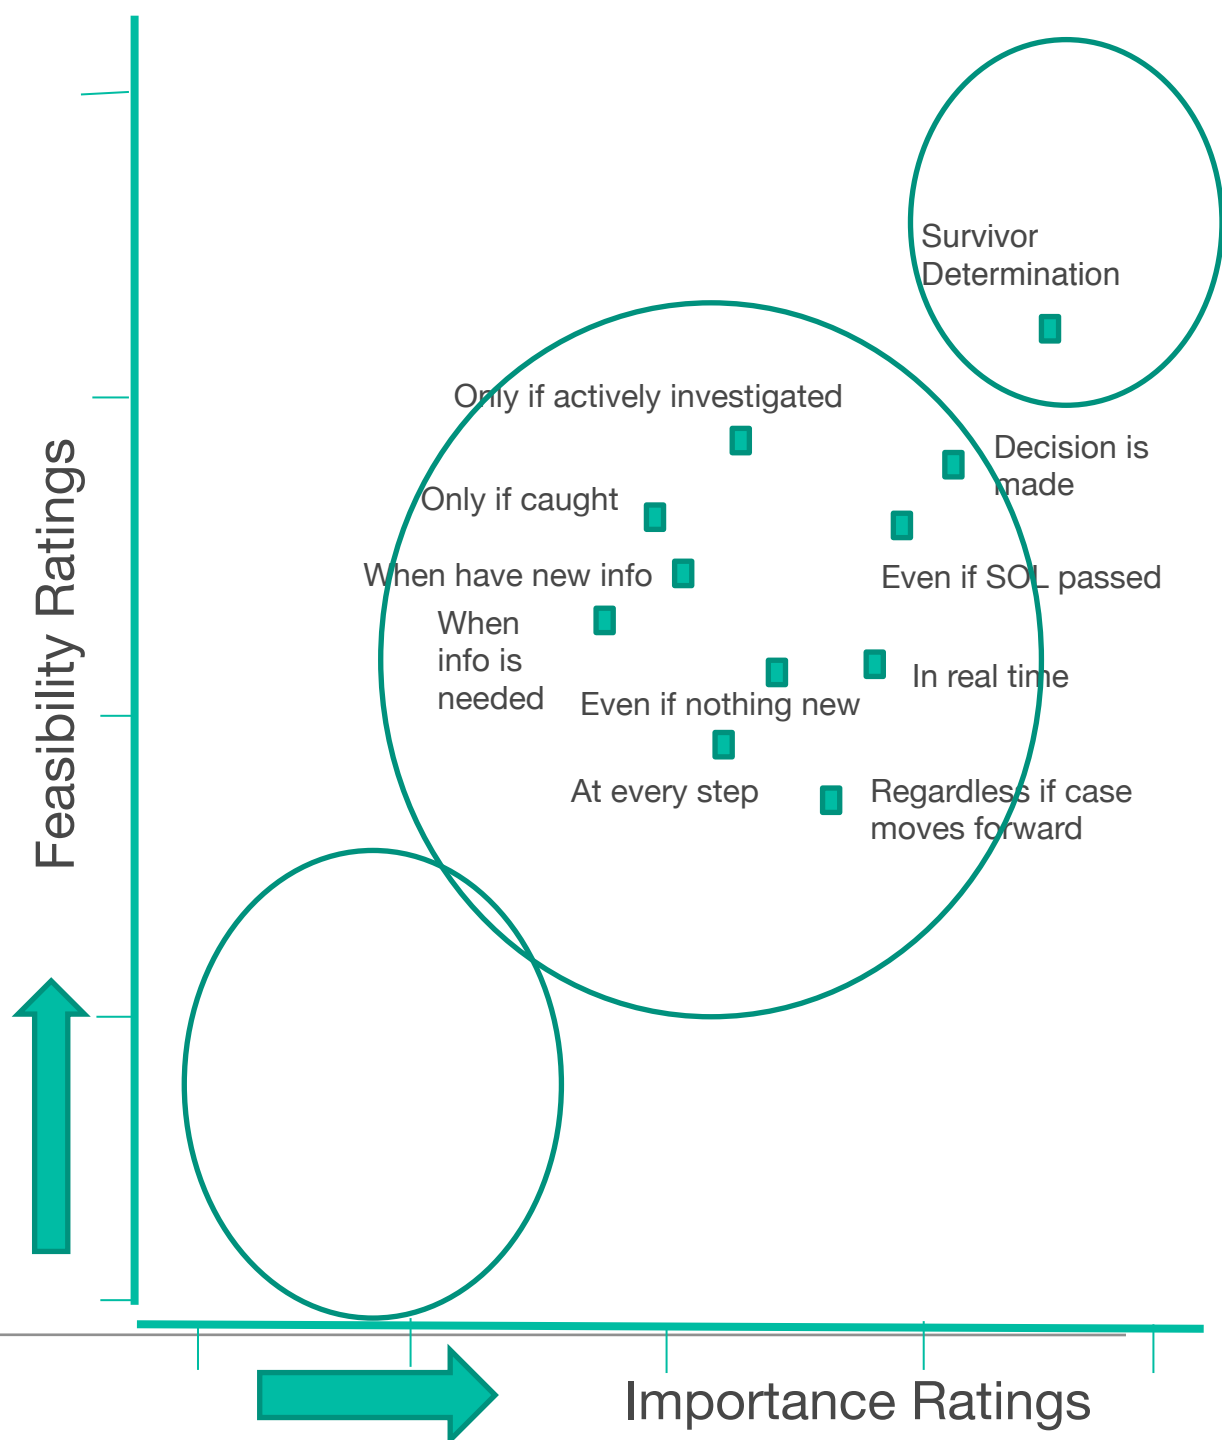 Survivor
Determination
Only if actively investigated
Decision is
made
Only if caught
When have new info
Even if SOL passed
When
info is
needed
In real time
Even if nothing new
At every step
Regardless if case
moves forward
Feasibility Ratings
Importance Ratings